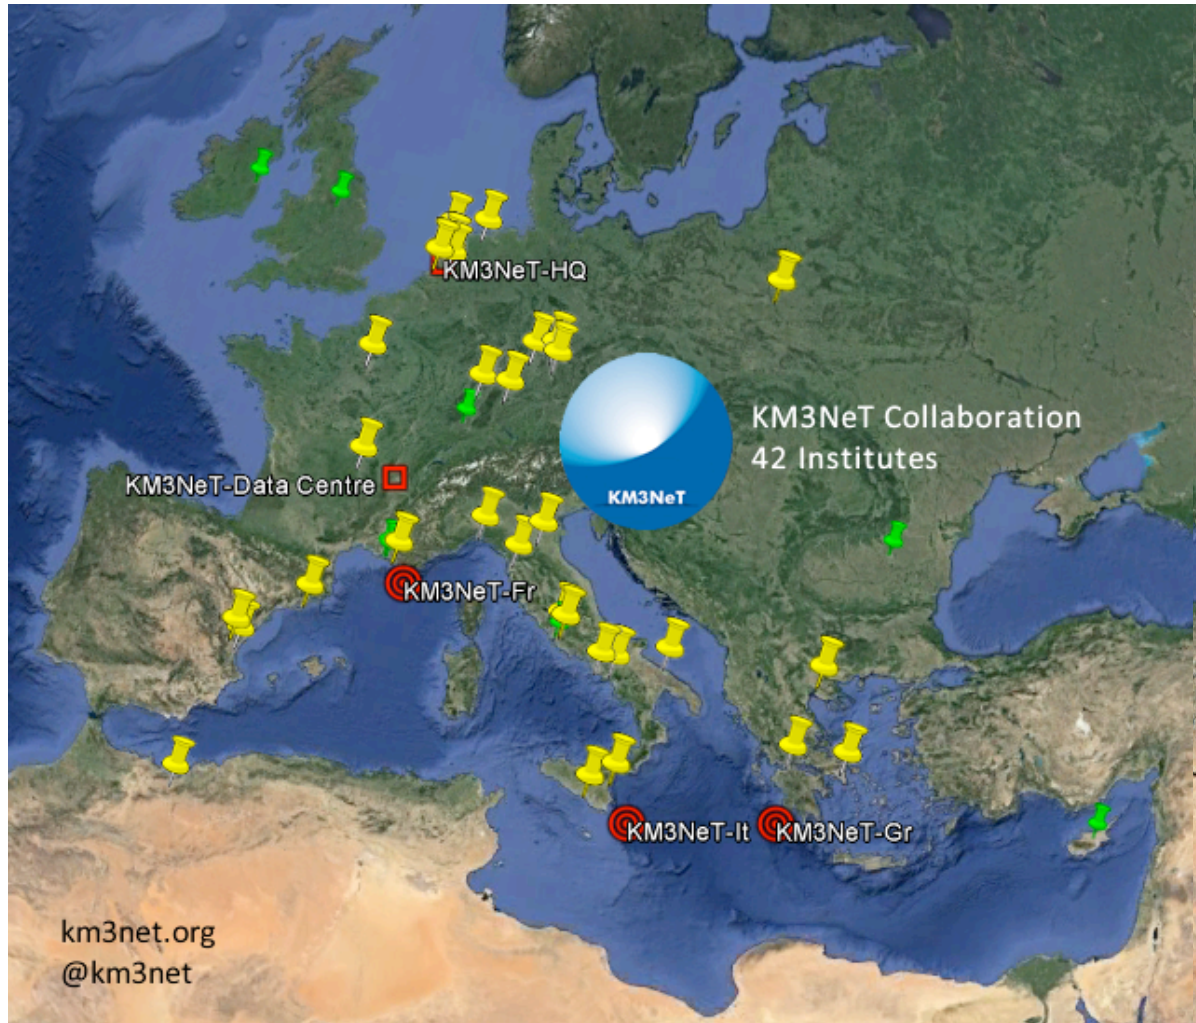 KM3NeT-HQ
KM3NeT Collaboration
42 Institutes
KM3NeT-Data Centre
KM3NeT
KM3NeT-Fr
KM3NeT-It
KM3NeT-Gr
km3net.org
@km3net